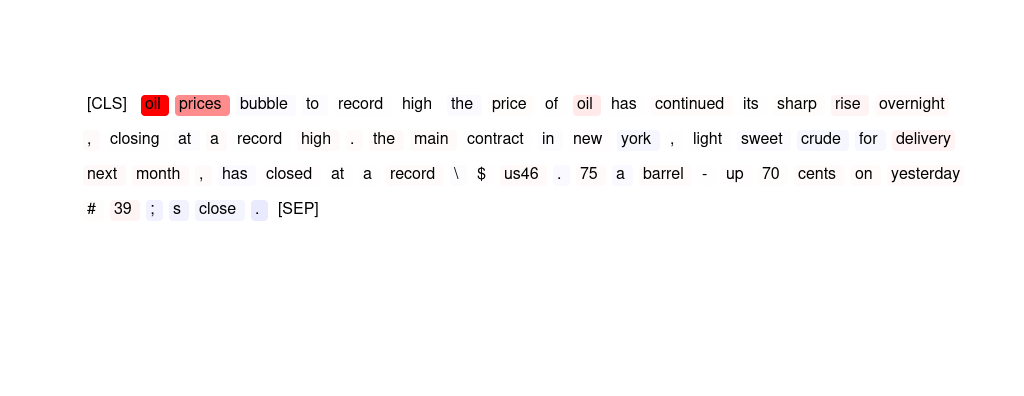 [CLS] oil prices bubble to record high the price of oil has continued its sharp rise overnight
, closing at a record high . the main contract in new york , light sweet crude for delivery
next month , has closed at a record \ $ us46 . 75 a barrel - up 70 cents on yesterday
# 39 ; s close . [SEP]